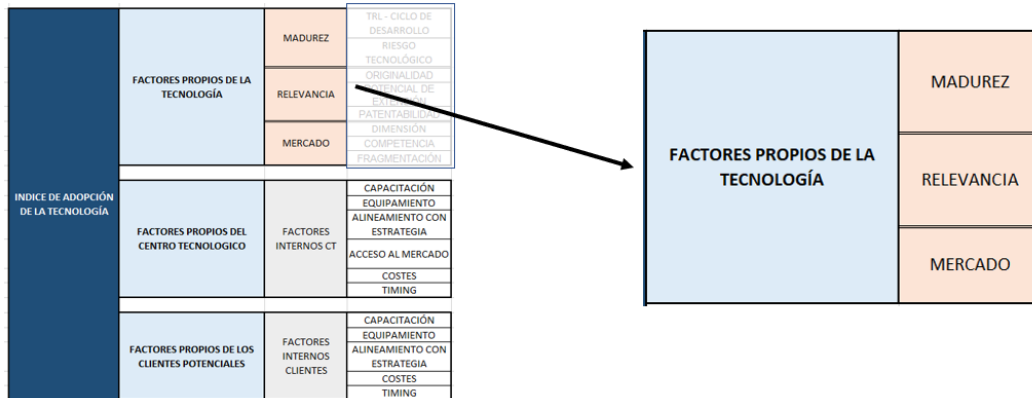 INDICE DE ADOPCIÓN
DE LA TECNOLOGÍA
FACTORES PROPIOS DE LA
TECNOLOGÍA
MADUREZ
TRL - CICLO DE
DESARROLLO
RIESGO
TECNOLÓGICO
RELEVANCIA
ORIGINALIDAD
POTENCIAL DE
EXTENSIÓN
PATENTABILIDAD
MERCADO
DIMENSIÓN
COMPETENCIA
FRAGMENTACIÓN
FACTORES PROPIOS DEL
CENTRO TECNOLOGICO
FACTORES
INTERNOS CT
CAPACITACIÓN
EQUIPAMIENTO
ALINEAMIENTO CON
ESTRATEGIA
ACCESO AL MERCADO
COSTES
TIMING
FACTORES PROPIOS DE LOS
CLIENTES POTENCIALES
FACTORES
INTERNOS
CLIENTES
CAPACITACIÓN
EQUIPAMIENTO
ALINEAMIENTO CON
ESTRATEGIA
COSTES
TIMING
FACTORES PROPIOS DE LA
TECNOLOGÍA
MADUREZ
RELEVANCIA
MERCADO